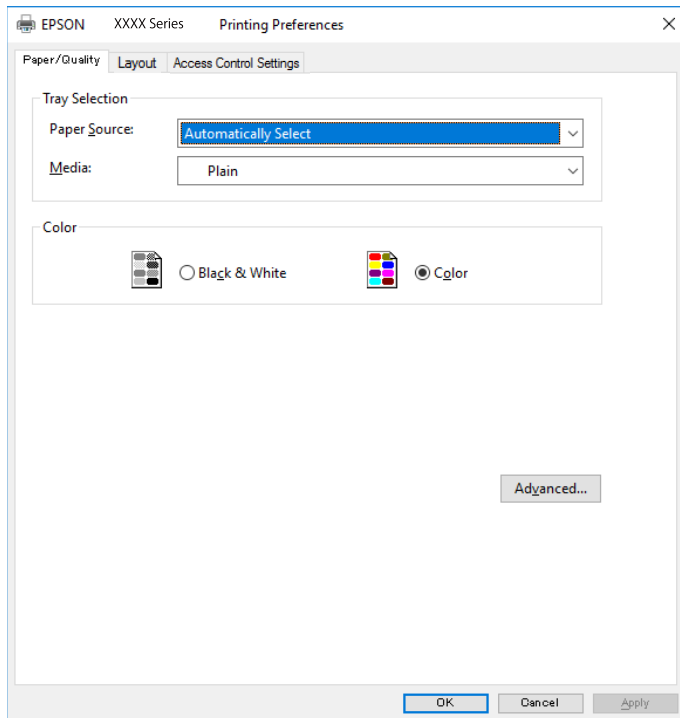 EPSON XXXX Series Printing Preferences
Paper/Quality Layout Access Control Settings
Tray Selection
Paper Source: Automatically Select
Media: Plain
Color
Black & White Color
Advanced...
OK Cancel Apply